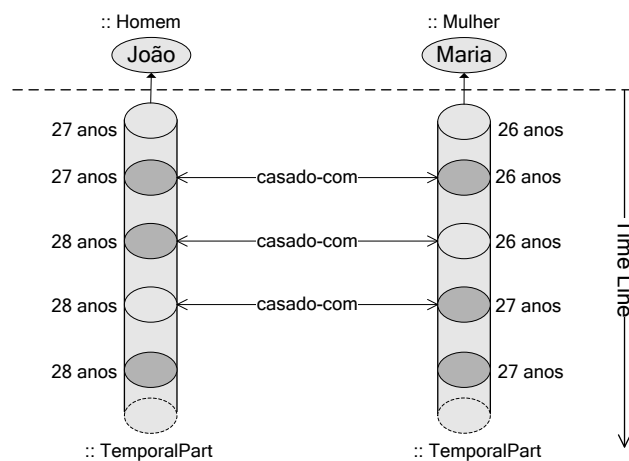 :: Homem
:: Mulher
João
Maria
27 anos
26 anos
27 anos
casado-com
26 anos
28 anos
casado-com
26 anos
28 anos
casado-com
27 anos
28 anos
27 anos
Time Line
:: TemporalPart
:: TemporalPart